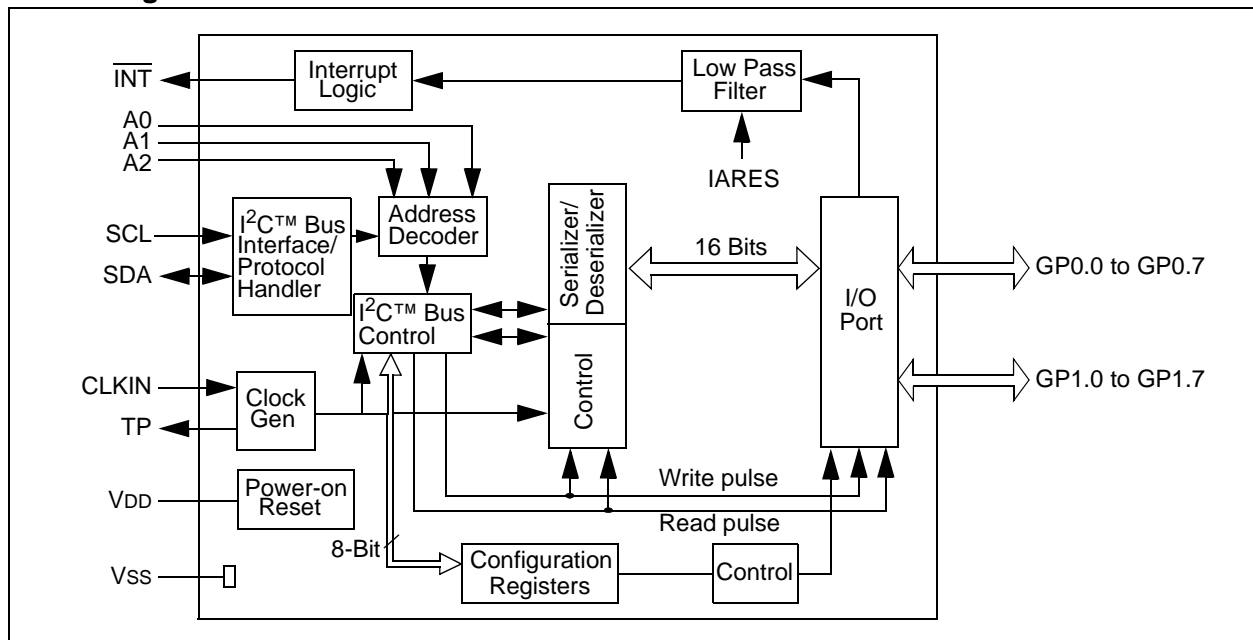 INT
Interrupt
Logic
Low Pass
Filter
A0
A1
A2
IARES
SCL
SDA
I²C™ Bus
Interface/
Protocol
Handler
Address
Decoder
Serializer/
Deserializer
16 Bits
I/O
Port
GP0.0 to GP0.7
GP1.0 to GP1.7
I²C™ Bus
Control
Control
CLKIN
TP
Clock
Gen
Write pulse
Read pulse
VDD
Power-on
Reset
8-Bit
VSS
Configuration
Registers
Control